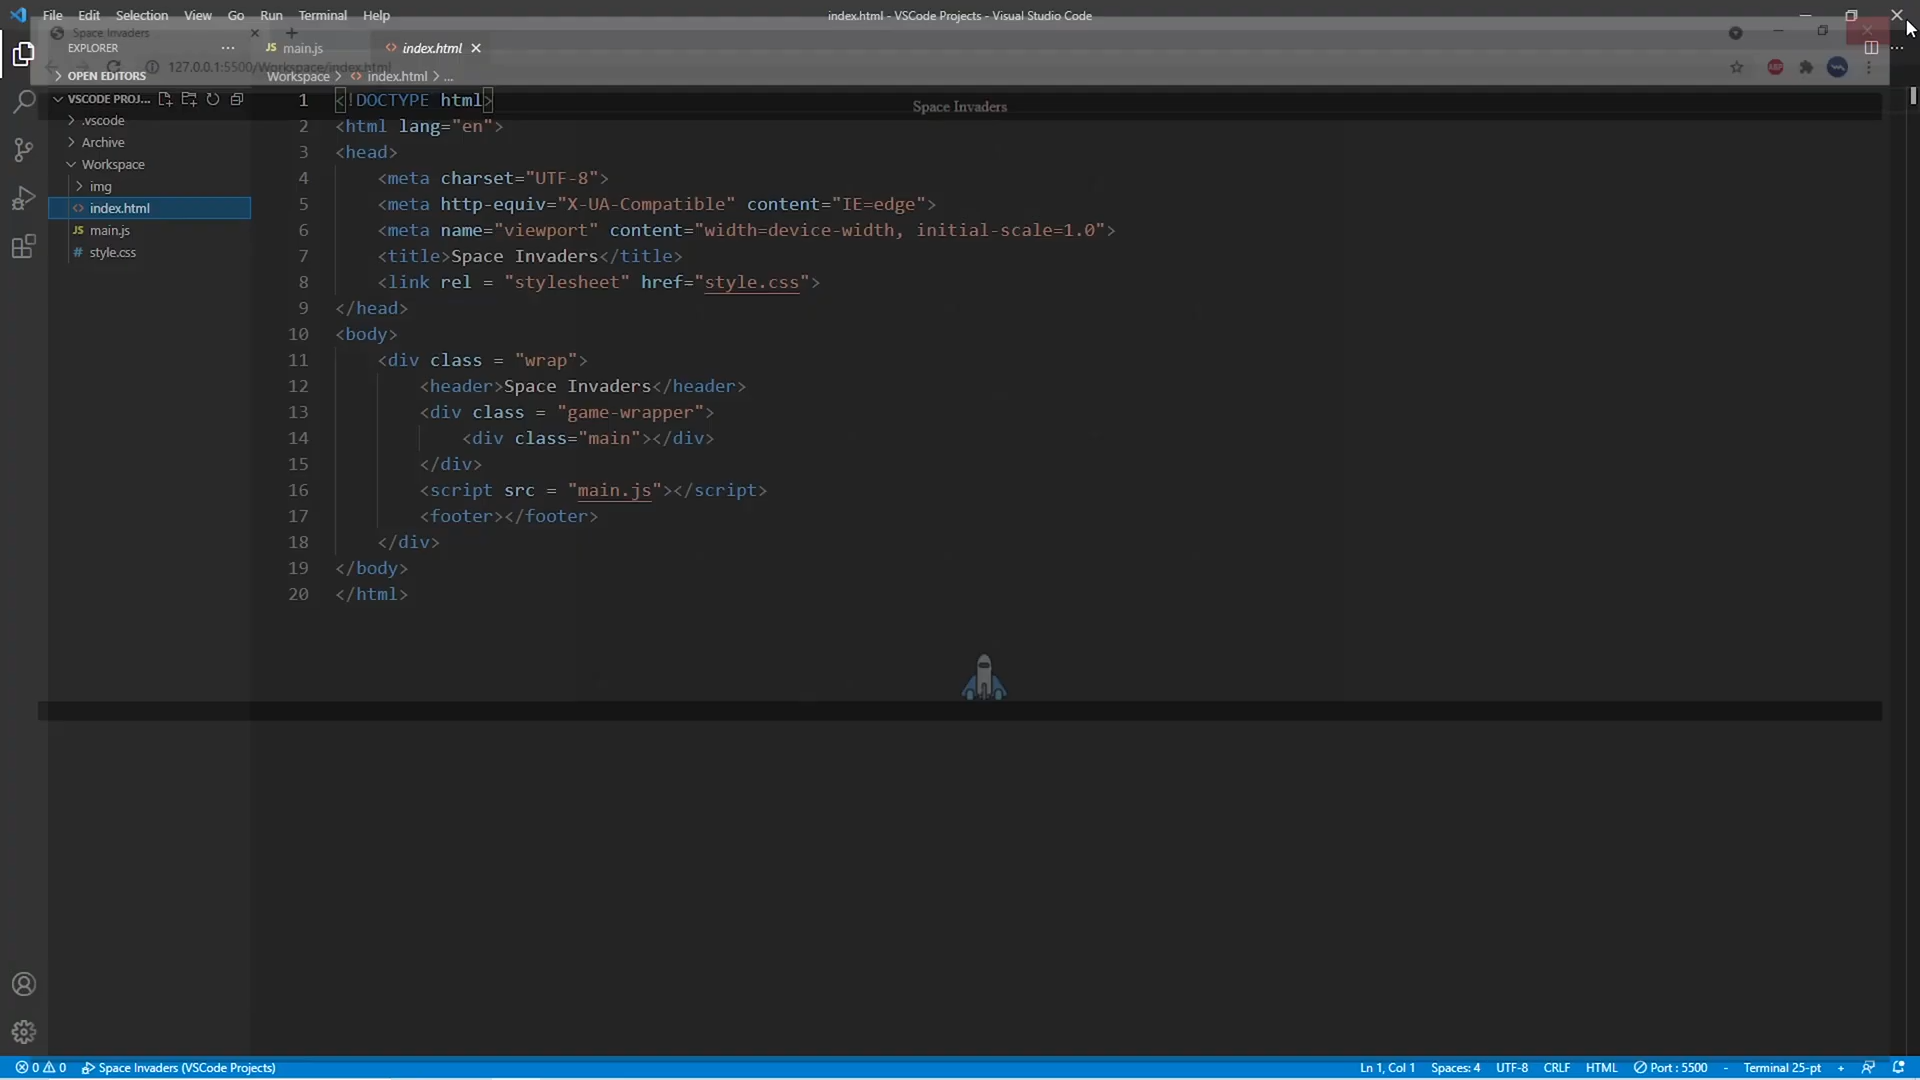 File Edit Selection View Go Run Terminal Help
index.html - VSCode Projects - Visual Studio Code
Space Invaders
EXPLORER
JS main.js
index.html
OPEN EDITORS
127.0.0.1:5500/Workspace/index.html
Workspace > index.html > ...
VSCODE PROJ...
.vscode
Archive
Workspace
img
index.html
JS main.js
# style.css
Space Invaders
1 <!DOCTYPE html>
2 <html lang="en">
3 <head>
4 <meta charset="UTF-8">
5 <meta http-equiv="X-UA-Compatible" content="IE=edge">
6 <meta name="viewport" content="width=device-width, initial-scale=1.0">
7 <title>Space Invaders</title>
8 <link rel = "stylesheet" href="style.css">
9 </head>
10 <body>
11 <div class = "wrap">
12 <header>Space Invaders</header>
13 <div class = "game-wrapper">
14 <div class="main"></div>
15 </div>
16 <script src = "main.js"></script>
17 <footer></footer>
18 </div>
19 </body>
20 </html>
0 0 Space Invaders (VSCode Projects)
Ln 1, Col 1 Spaces: 4 UTF-8 CRLF HTML Port : 5500 - Terminal 25-pt +